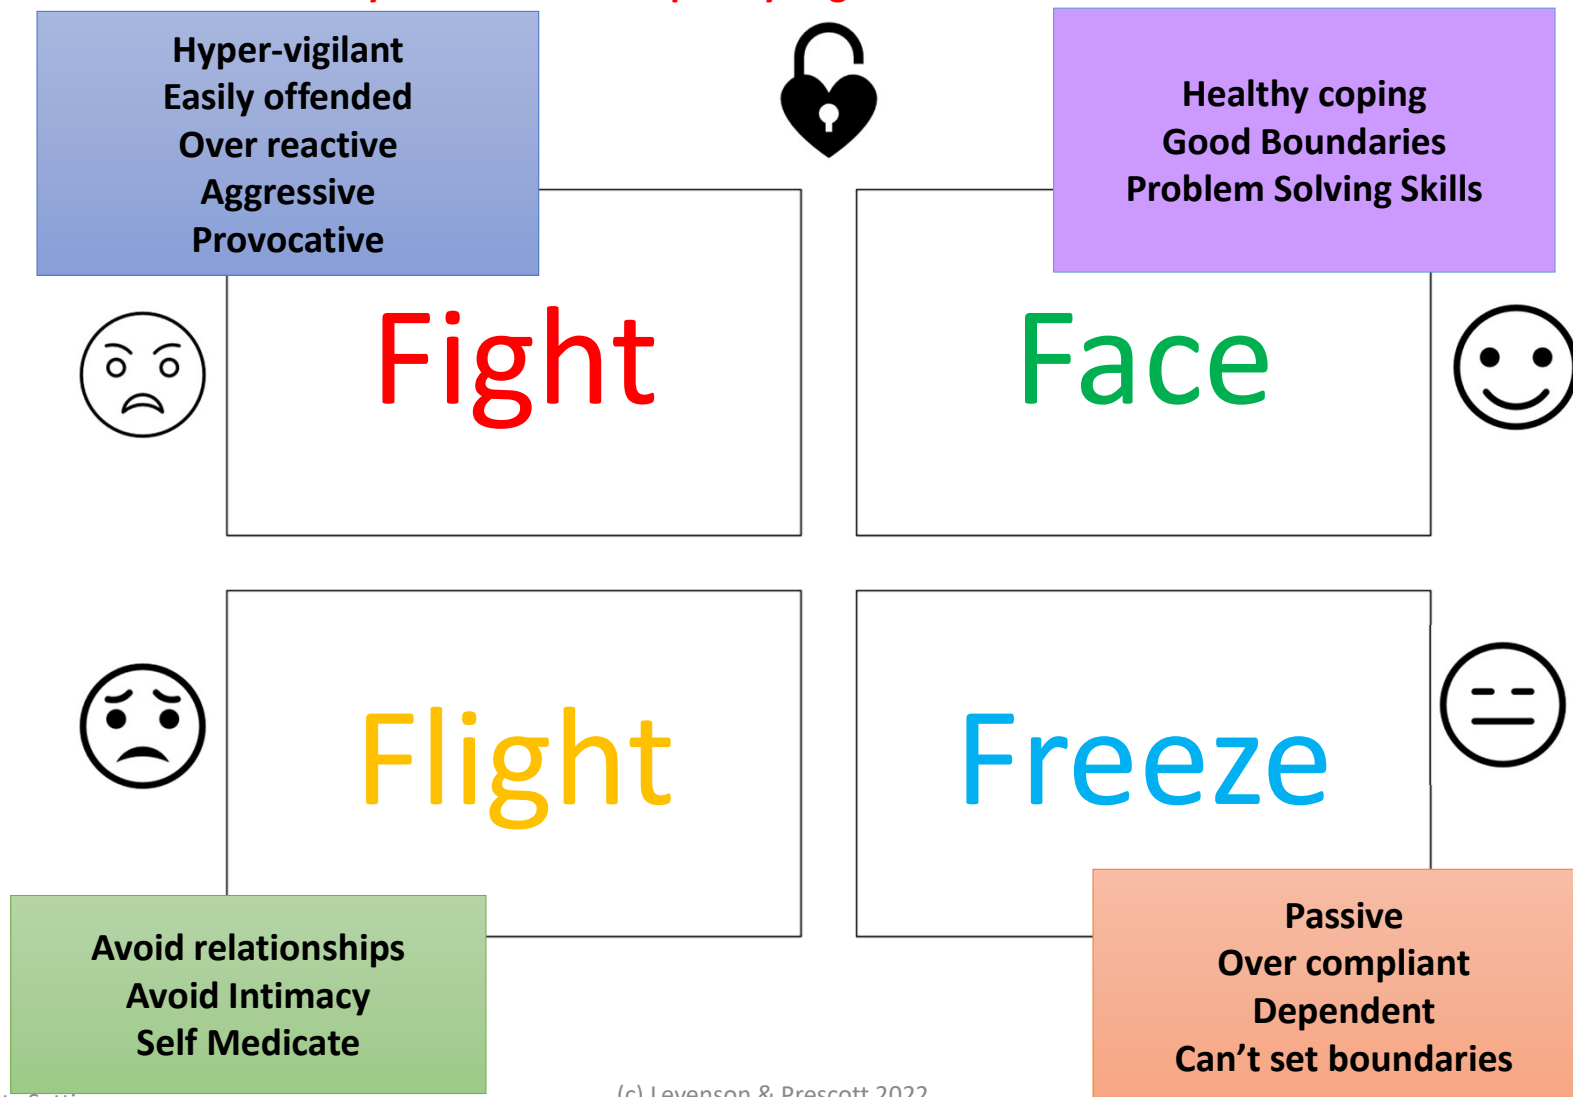 Hyper-vigilant
Easily offended
Over reactive
Aggressive
Provocative
Healthy coping
Good Boundaries
Problem Solving Skills
Fight
Face
Flight
Freeze
Avoid relationships
Avoid Intimacy
Self Medicate
Passive
Over compliant
Dependent
Can’t set boundaries
(c) Levenson & Prescott 2022